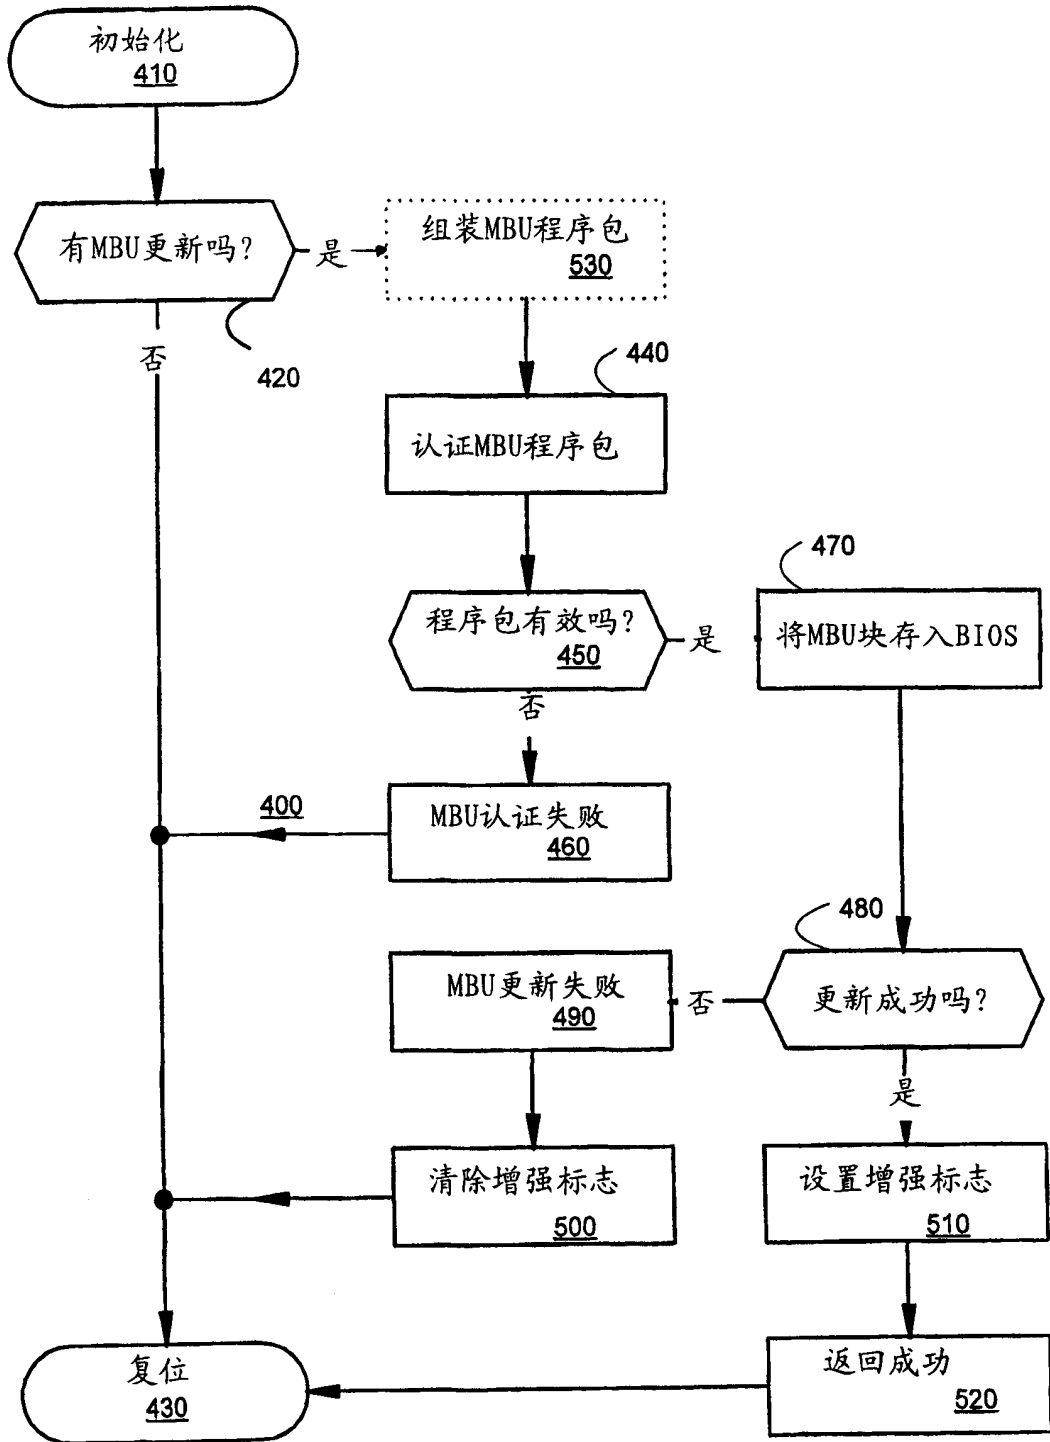 初始化
410
有MBU更新吗?
是
组装MBU程序包
530
否
420
440
认证MBU程序包
470
程序包有效吗?
450
是
将MBU块存入BIOS
否
400
MBU认证失败
460
480
MBU更新失败
490
否
更新成功吗?
是
清除增强标志
500
设置增强标志
510
复位
430
返回成功
520